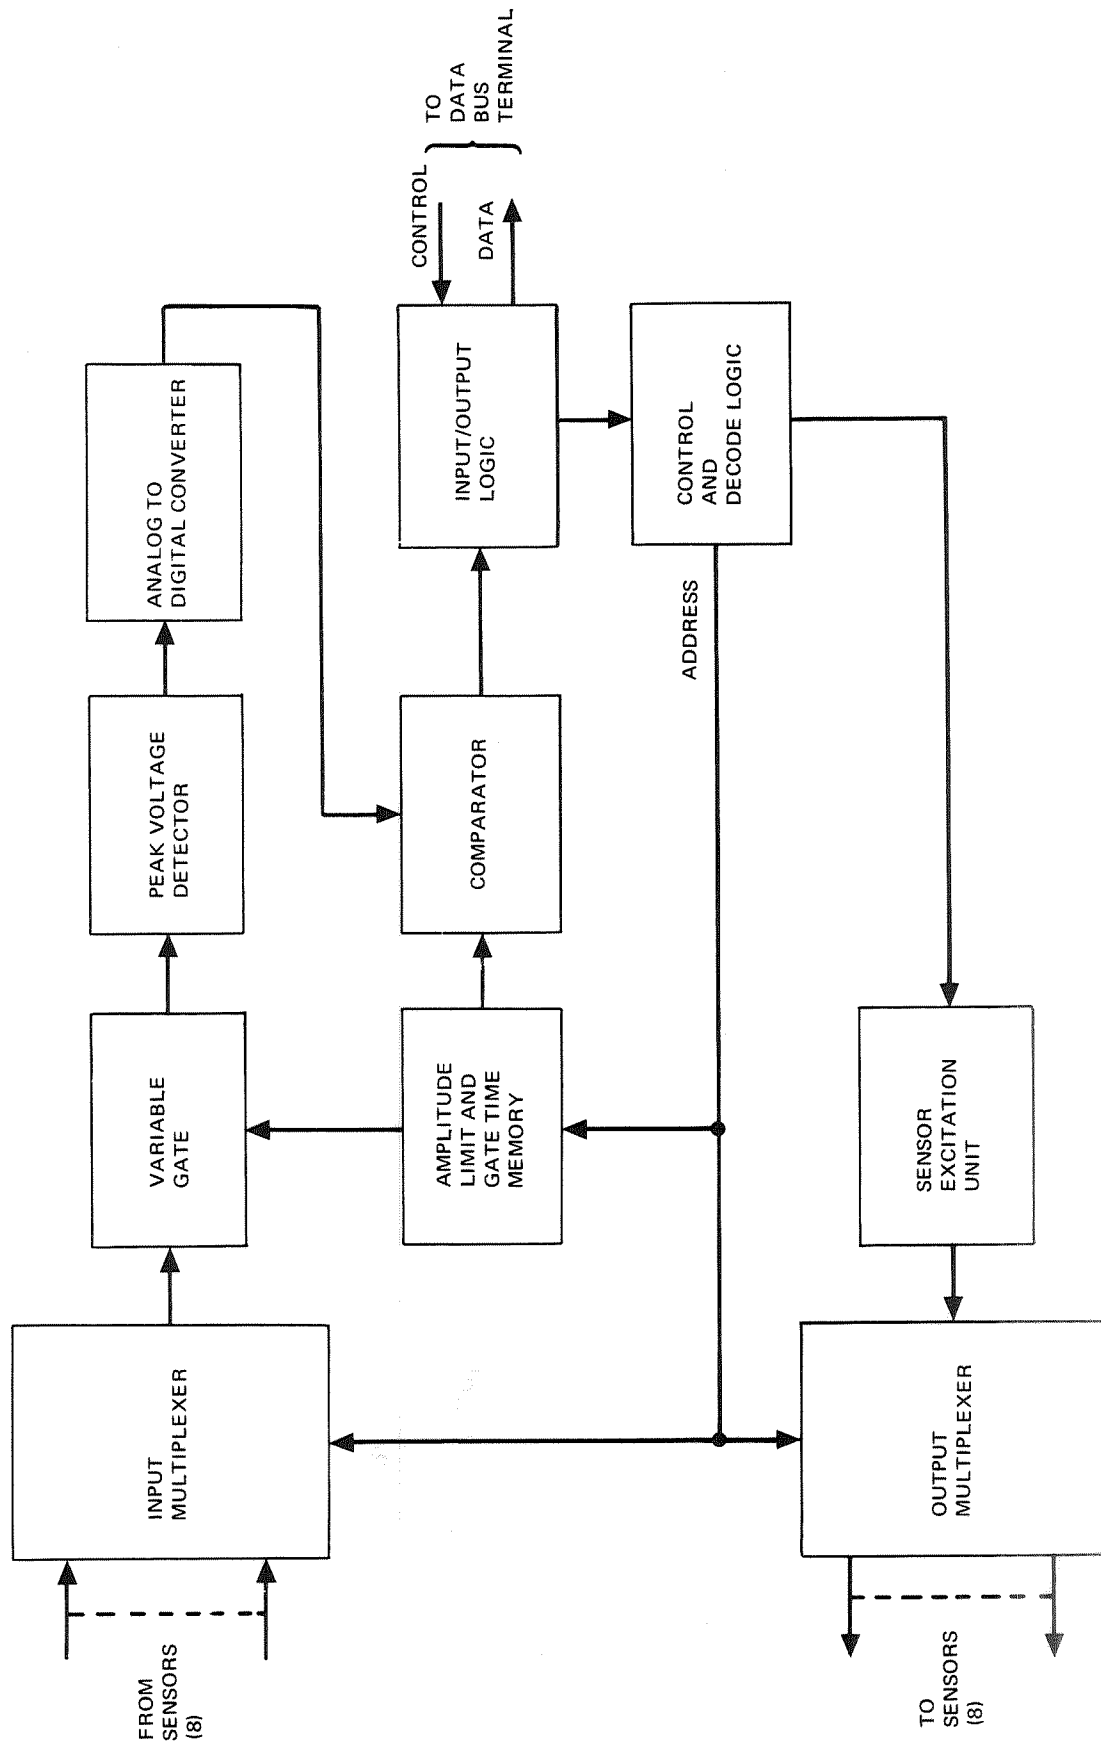 FROM
SENSORS
(8)
INPUT
MULTIPLEXER
VARIABLE
GATE
PEAK VOLTAGE
DETECTOR
ANALOG TO
DIGITAL CONVERTER
AMPLITUDE
LIMIT AND
GATE TIME
MEMORY
COMPARATOR
INPUT/OUTPUT
LOGIC
CONTROL
DATA
TO
DATA
BUS
TERMINAL
ADDRESS
CONTROL
AND
DECODE LOGIC
TO
SENSORS
(8)
OUTPUT
MULTIPLEXER
SENSOR
EXCITATION
UNIT